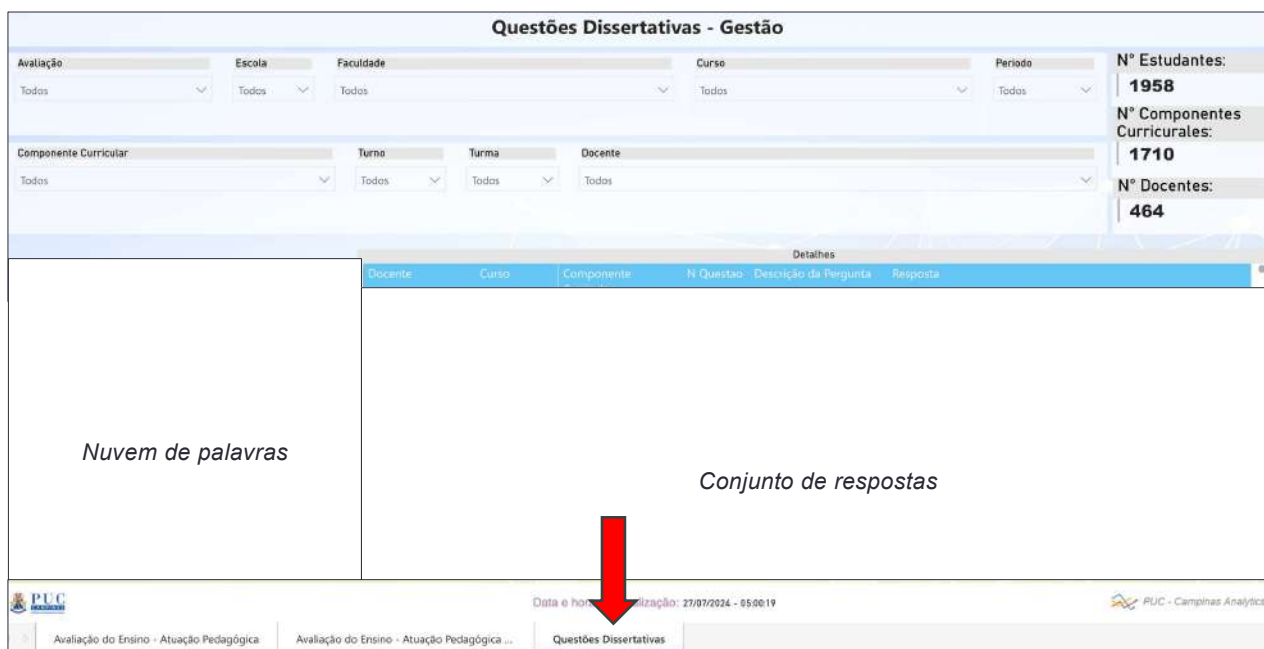 Questões Dissertativas - Gestão
Avaliação Escola Faculdade Curso Periodo
Todos Todos Todos Todos Todos
N° Estudantes:
1958
N° Componentes
Curricurales:
1710
Componente Curricular Turno Turma Docente
Todos Todos Todos Todos
N° Docentes:
464
Detalhes
Docente Curso Componente N Questao Descrição da Pergunta Resposta
Nuvem de palavras
Conjunto de respostas
PUC
Data e 27/07/2024 - 05:00:19
PUC - Campinas Analytics
Avaliação do Ensino - Atuação Pedagógica Avaliação do Ensino - Atuação Pedagógica ... Questões Dissertativas